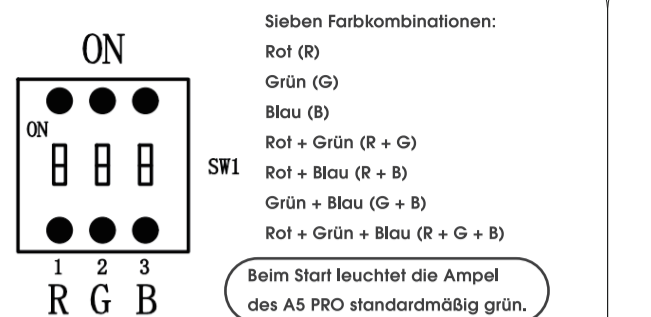 ON
ON
SW1
1 2 3
R G B
Sieben Farbkombinationen:
Rot (R)
Grün (G)
Blau (B)
Rot + Grün (R + G)
Rot + Blau (R + B)
Grün + Blau (G + B)
Rot + Grün + Blau (R + G + B)
Beim Start leuchtet die Ampel
des A5 PRO standardmäßig grün.